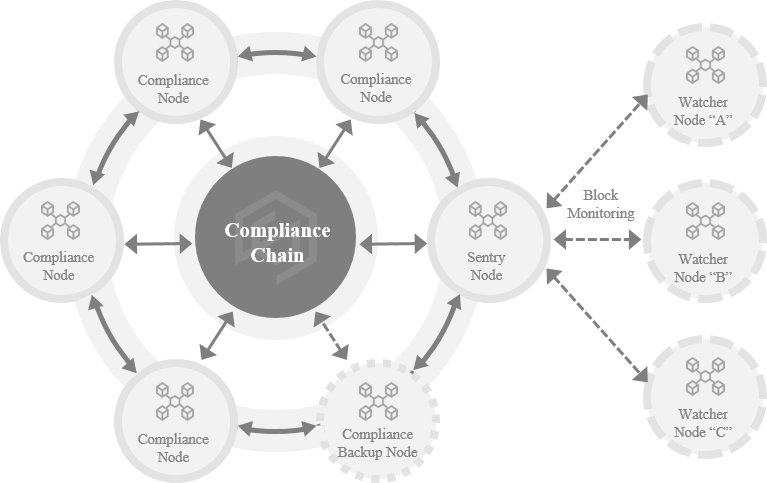 Compliance
Node
Compliance
Node
Watcher
Node “A”
Block
Monitoring
Compliance
Node
Compliance
Chain
Sentry
Node
Watcher
Node “B”
Compliance
Node
Compliance
Backup Node
Watcher
Node “C”